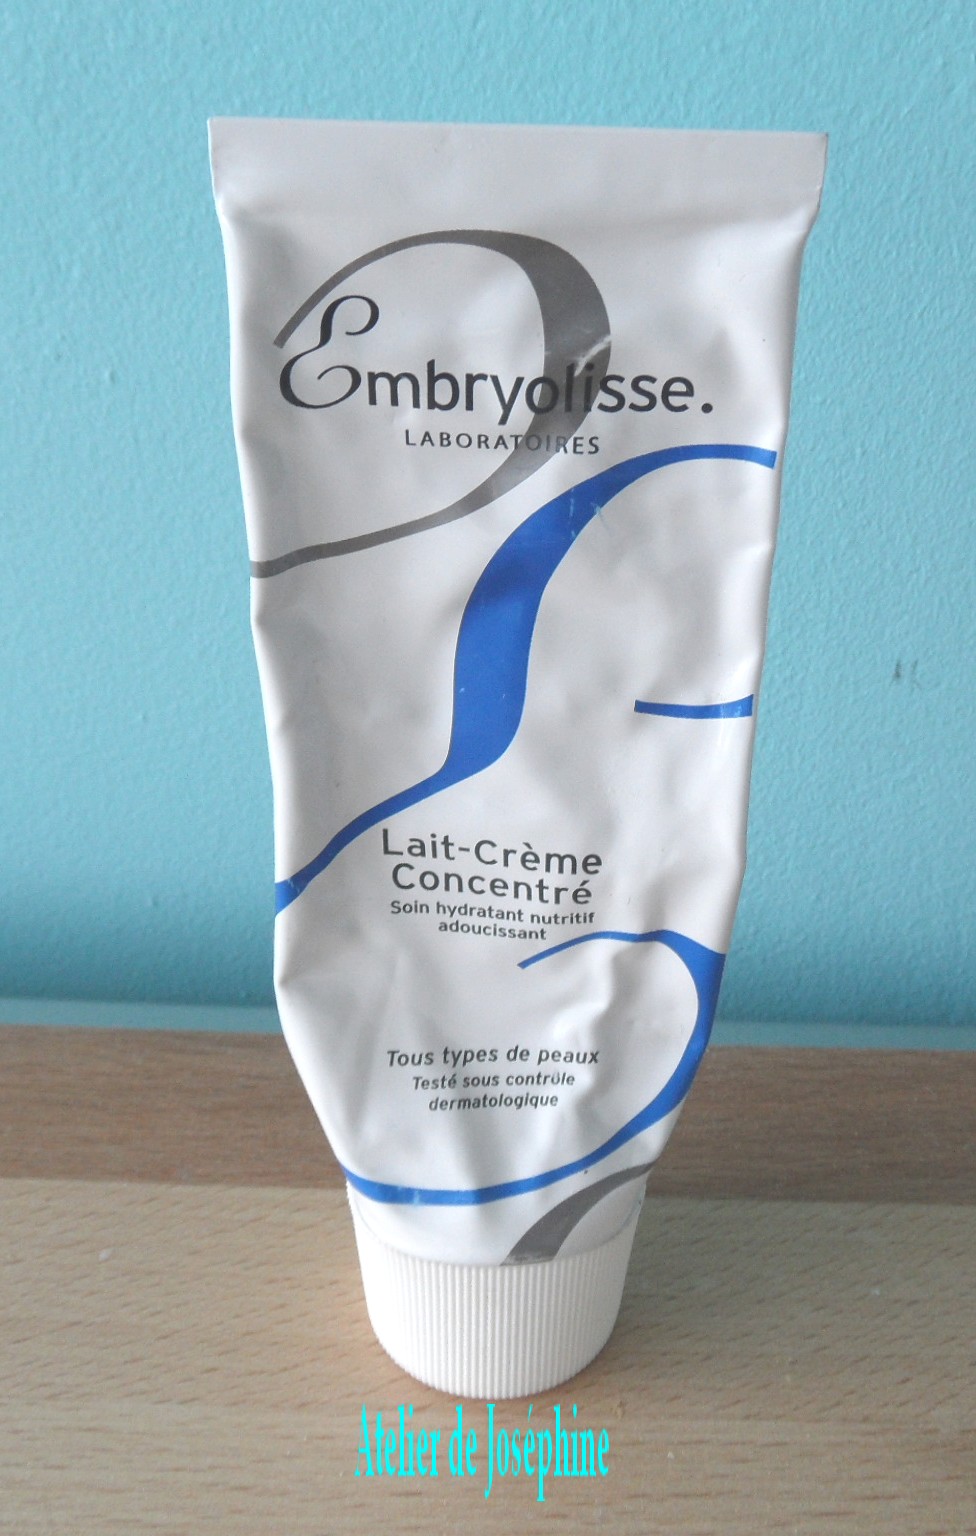 Embryolisse.
LABORATOIRES
Lait-Crème
Concentré
Soin hydratant nutritif
adoucissant
Tous types de peaux
Testé sous contrôle
dermatologique
Atelier de Joséphine